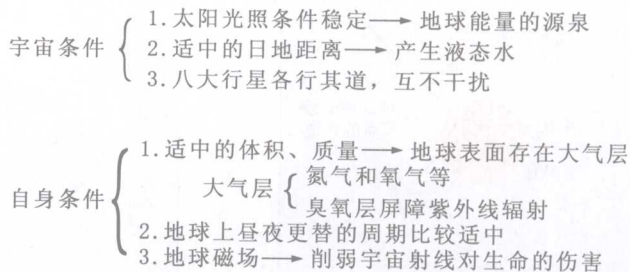 宇宙条件
1.太阳光照条件稳定→地球能量的源泉
2.适中的日地距离→产生液态水
3.八大行星各行其道，互不干扰
自身条件
1.适中的体积、质量→地球表面存在大气层
大气层
氮气和氧气等
臭氧层屏障紫外线辐射
2.地球上昼夜更替的周期比较适中
3.地球磁场→削弱宇宙射线对生命的伤害